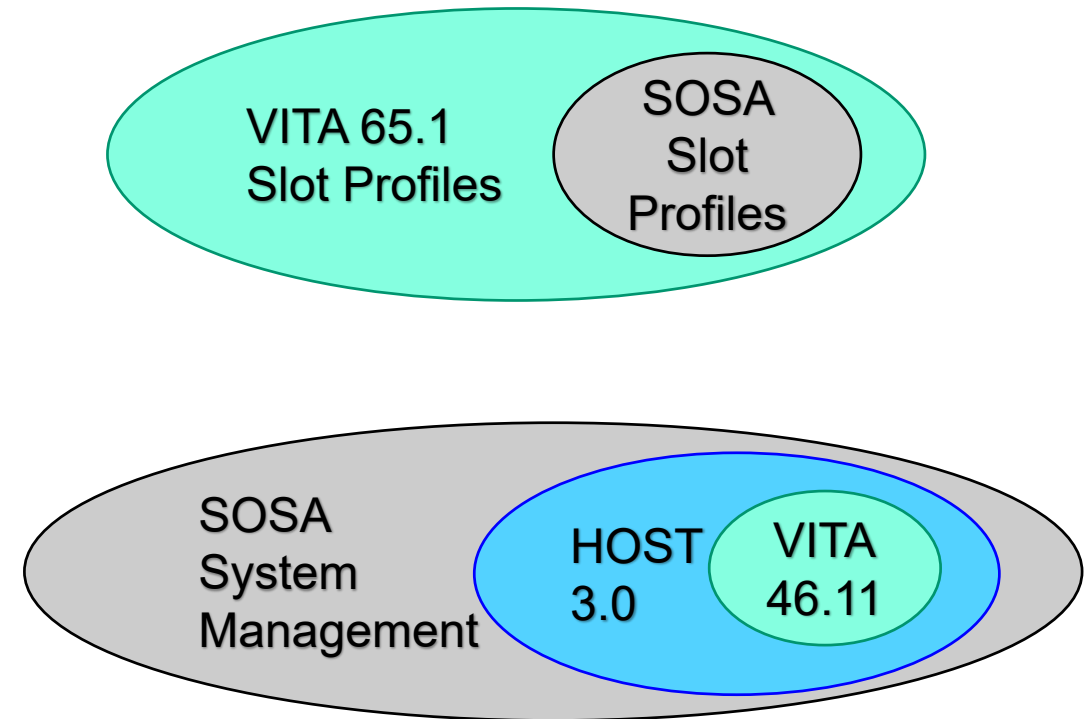 VITA 65.1
Slot Profiles
SOSA
Slot
Profiles
SOSA
System
Management
HOST
3.0
VITA
46.11